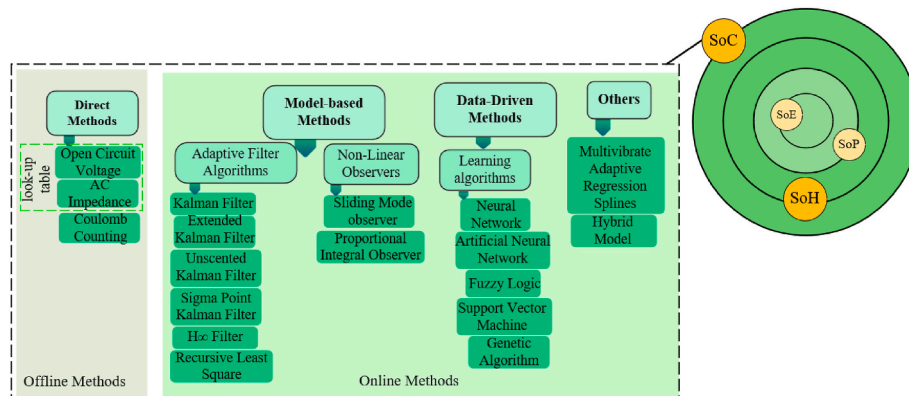 SoC
SoE
SoP
SoH
Direct
Methods
look-up
table
Open Circuit
Voltage
AC
Impedance
Coulomb
Counting
Offline Methods
Model-based
Methods
Adaptive Filter
Algorithms
Kalman Filter
Extended
Kalman Filter
Unscented
Kalman Filter
Sigma Point
Kalman Filter
H∞ Filter
Recursive Least
Square
Non-Linear
Observers
Sliding Mode
observer
Proportional
Integral Observer
Data-Driven
Methods
Learning
algorithms
Neural
Network
Artificial Neural
Network
Fuzzy Logic
Support Vector
Machine
Genetic
Algorithm
Others
Multivibrate
Adaptive
Regression
Splines
Hybrid
Model
Online Methods